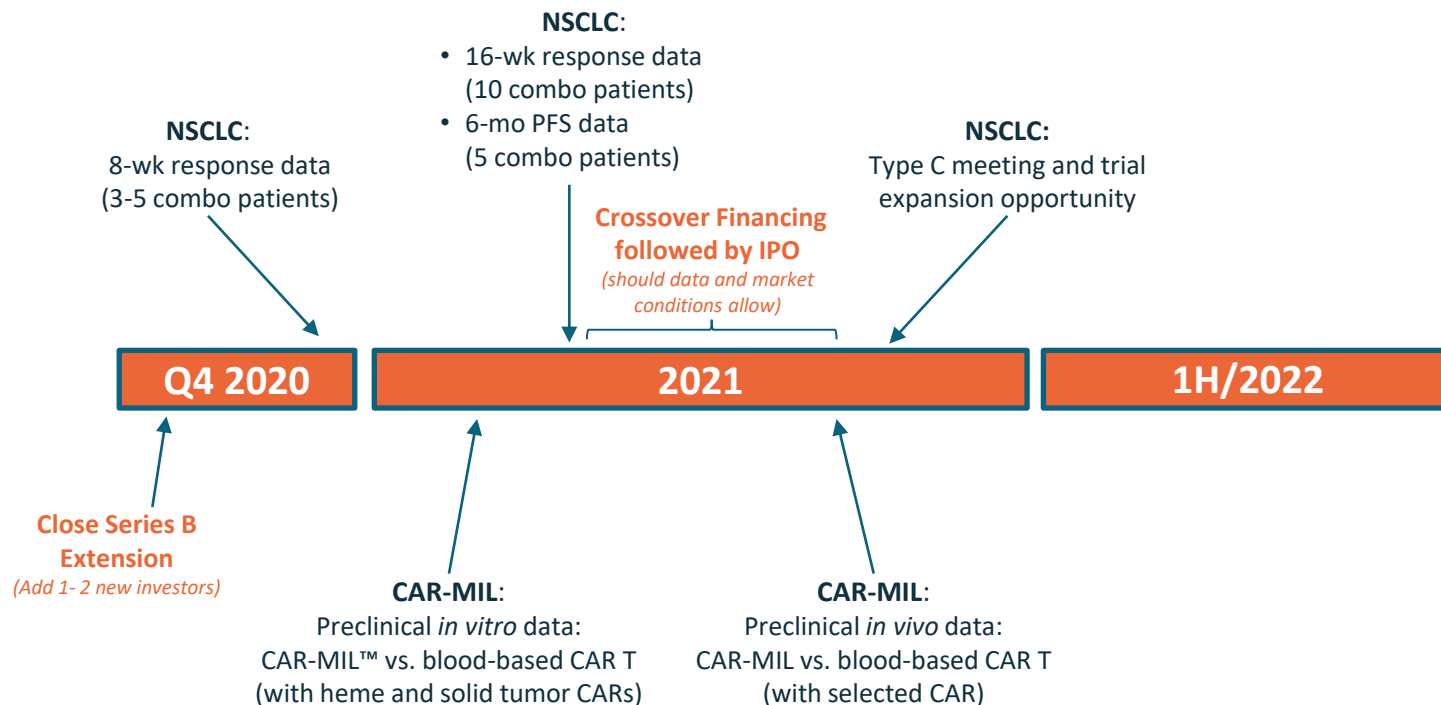 NSCLC:
• 16-wk response data
(10 combo patients)
• 6-mo PFS data
(5 combo patients)
NSCLC:
8-wk response data
(3-5 combo patients)
NSCLC:
Type C meeting and trial
expansion opportunity
Crossover Financing
followed by IPO
(should data and market
conditions allow)
Q4 2020
2021
1H/2022
Close Series B
Extension
(Add 1- 2 new investors)
CAR-MIL:
Preclinical in vitro data:
CAR-MIL™ vs. blood-based CAR T
(with heme and solid tumor CARs)
CAR-MIL:
Preclinical in vivo data:
CAR-MIL vs. blood-based CAR T
(with selected CAR)